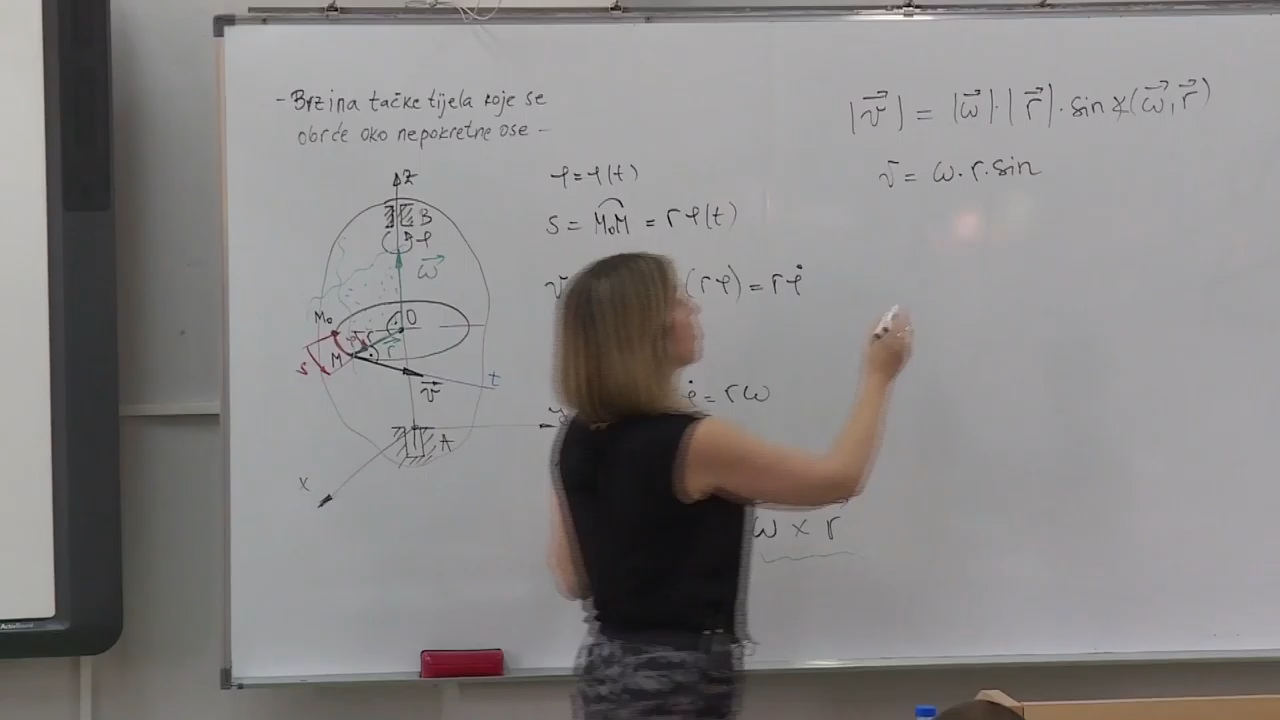 - Brzina tačke tijela koje se
obrće oko nepokretne ose -
z
B
φ
ω⃗
M₀
O
φ
r
r⃗
s
M
v⃗
t
y
A
x
φ = φ(t)
s = M₀M = rφ(t)
v
(rφ) = rφ̇
φ̇ = rω
ω × r
|v⃗| = |ω⃗|·|r⃗|·sin∡(ω⃗,r⃗)
v = ω·r·sin